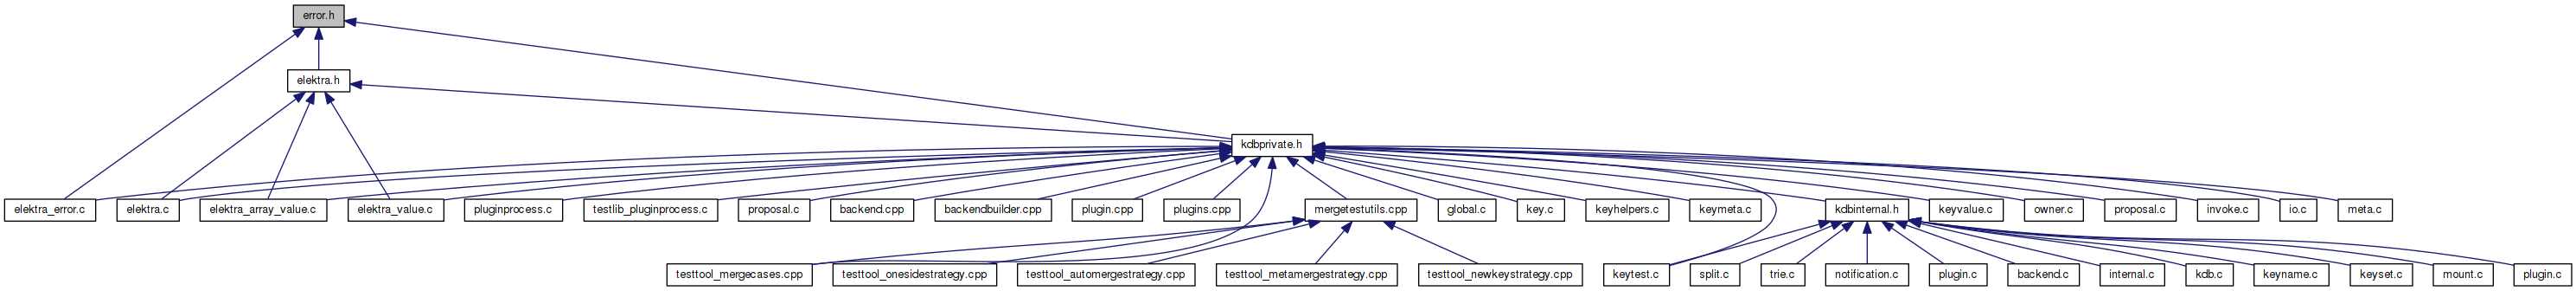 error.h
elektra.h
kdbprivate.h
elektra_error.c
elektra.c
elektra_array_value.c
elektra_value.c
pluginprocess.c
testlib_pluginprocess.c
proposal.c
backend.cpp
backendbuilder.cpp
plugin.cpp
plugins.cpp
mergetestutils.cpp
global.c
key.c
keyhelpers.c
keymeta.c
kdbinternal.h
keyvalue.c
owner.c
proposal.c
invoke.c
io.c
meta.c
testtool_mergecases.cpp
testtool_onesidestrategy.cpp
testtool_automergestrategy.cpp
testtool_metamergestrategy.cpp
testtool_newkeystrategy.cpp
keytest.c
split.c
trie.c
notification.c
plugin.c
backend.c
internal.c
kdb.c
keyname.c
keyset.c
mount.c
plugin.c